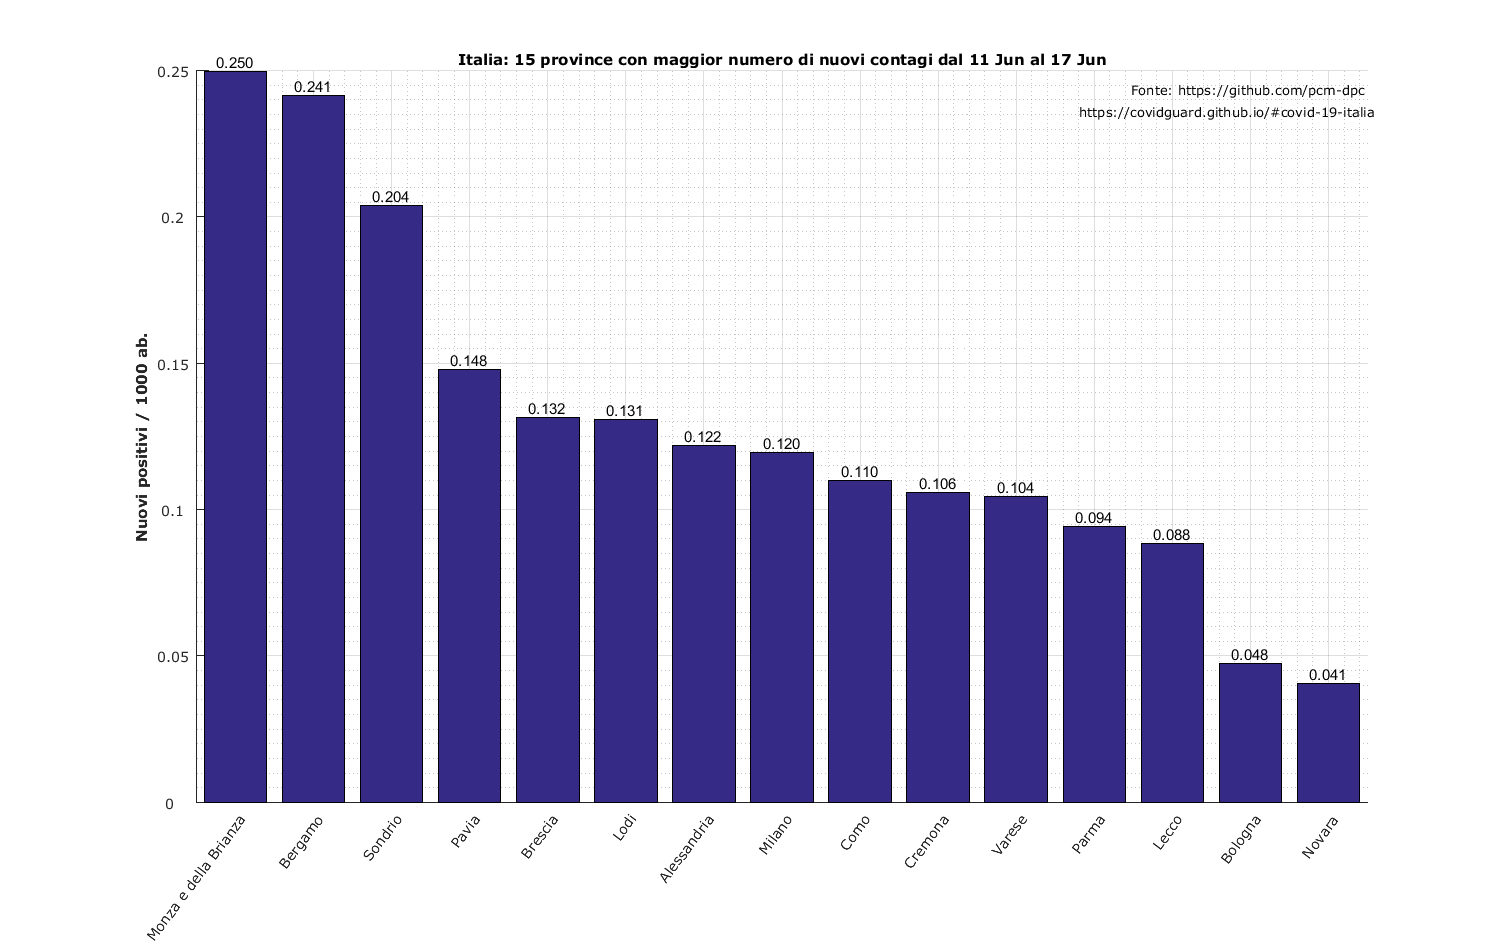 Italia: 15 province con maggior numero di nuovi contagi dal 11 Jun al 17 Jun
Fonte: https://github.com/pcm-dpc
https://covidguard.github.io/#covid-19-italia
Nuovi positivi / 1000 ab.
0.25
0.2
0.15
0.1
0.05
0
0.250
0.241
0.204
0.148
0.132
0.131
0.122
0.120
0.110
0.106
0.104
0.094
0.088
0.048
0.041
Monza e della Brianza
Bergamo
Sondrio
Pavia
Brescia
Lodi
Alessandria
Milano
Como
Cremona
Varese
Parma
Lecco
Bologna
Novara